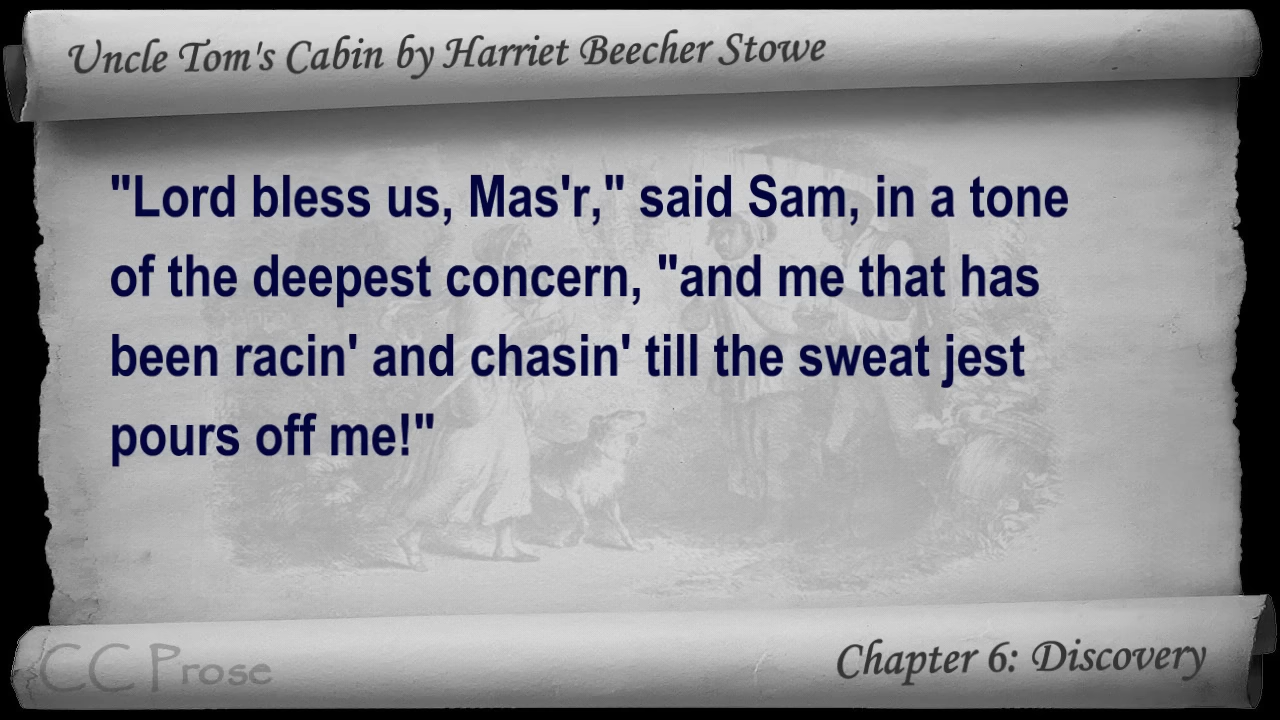 Uncle Tom's Cabin by Harriet Beecher Stowe
"Lord bless us, Mas'r," said Sam, in a tone
of the deepest concern, "and me that has
been racin' and chasin' till the sweat jest
pours off me!"
CC Prose
Chapter 6: Discovery